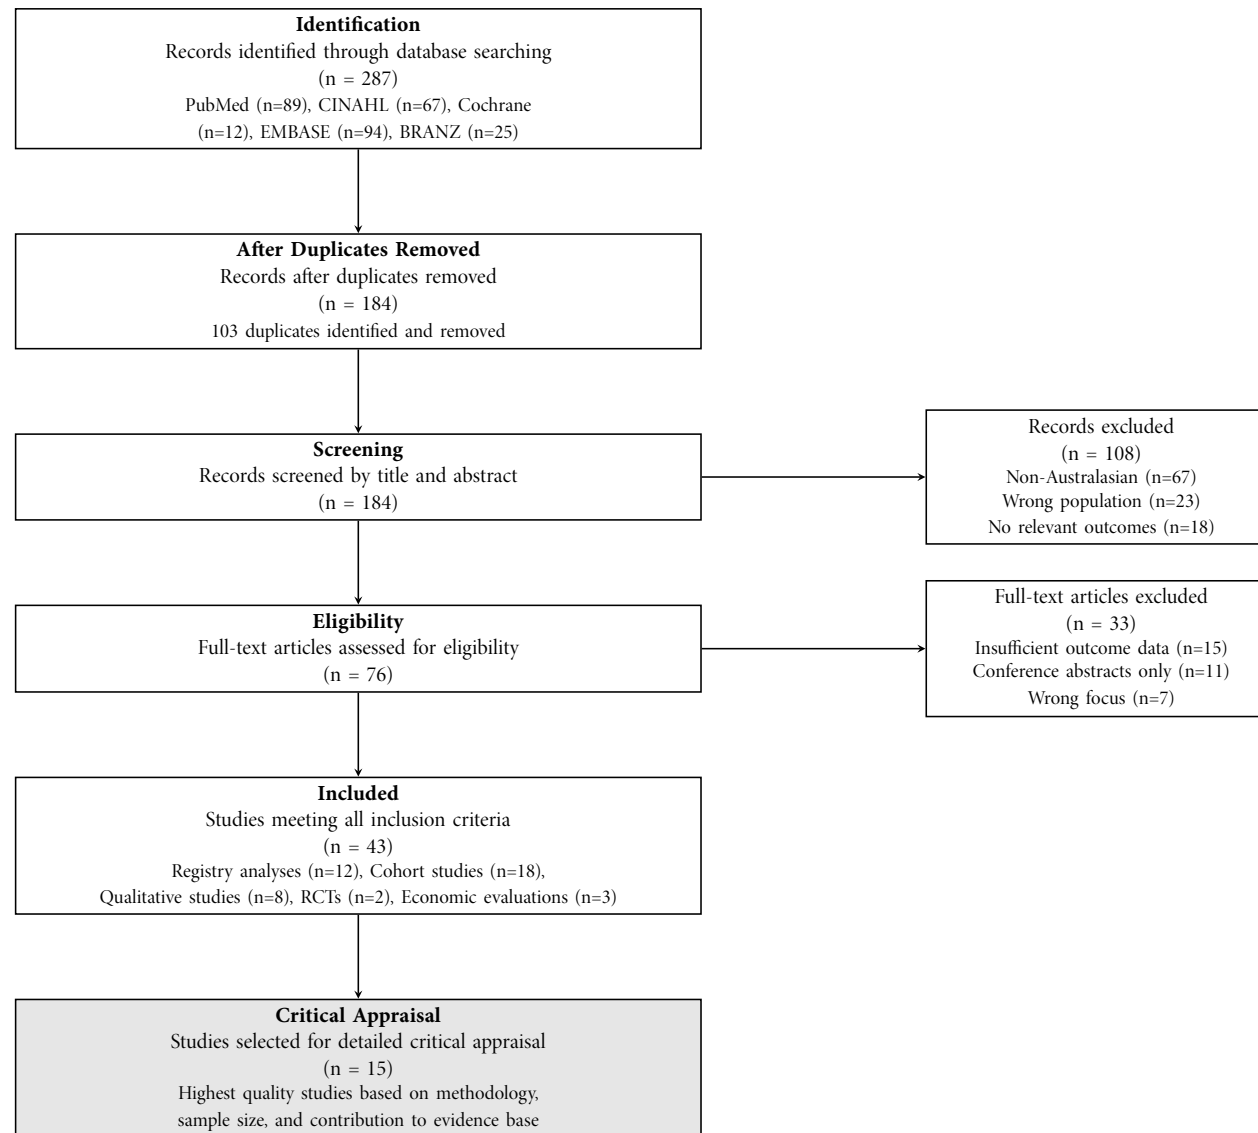 Identification
Records identified through database searching
(n = 287)
PubMed (n=89), CINAHL (n=67), Cochrane
(n=12), EMBASE (n=94), BRANZ (n=25)
After Duplicates Removed
Records after duplicates removed
(n = 184)
103 duplicates identified and removed
Screening
Records screened by title and abstract
(n = 184)
Records excluded
(n = 108)
Non-Australasian (n=67)
Wrong population (n=23)
No relevant outcomes (n=18)
Eligibility
Full-text articles assessed for eligibility
(n = 76)
Full-text articles excluded
(n = 33)
Insufficient outcome data (n=15)
Conference abstracts only (n=11)
Wrong focus (n=7)
Included
Studies meeting all inclusion criteria
(n = 43)
Registry analyses (n=12), Cohort studies (n=18),
Qualitative studies (n=8), RCTs (n=2), Economic evaluations (n=3)
Critical Appraisal
Studies selected for detailed critical appraisal
(n = 15)
Highest quality studies based on methodology,
sample size, and contribution to evidence base